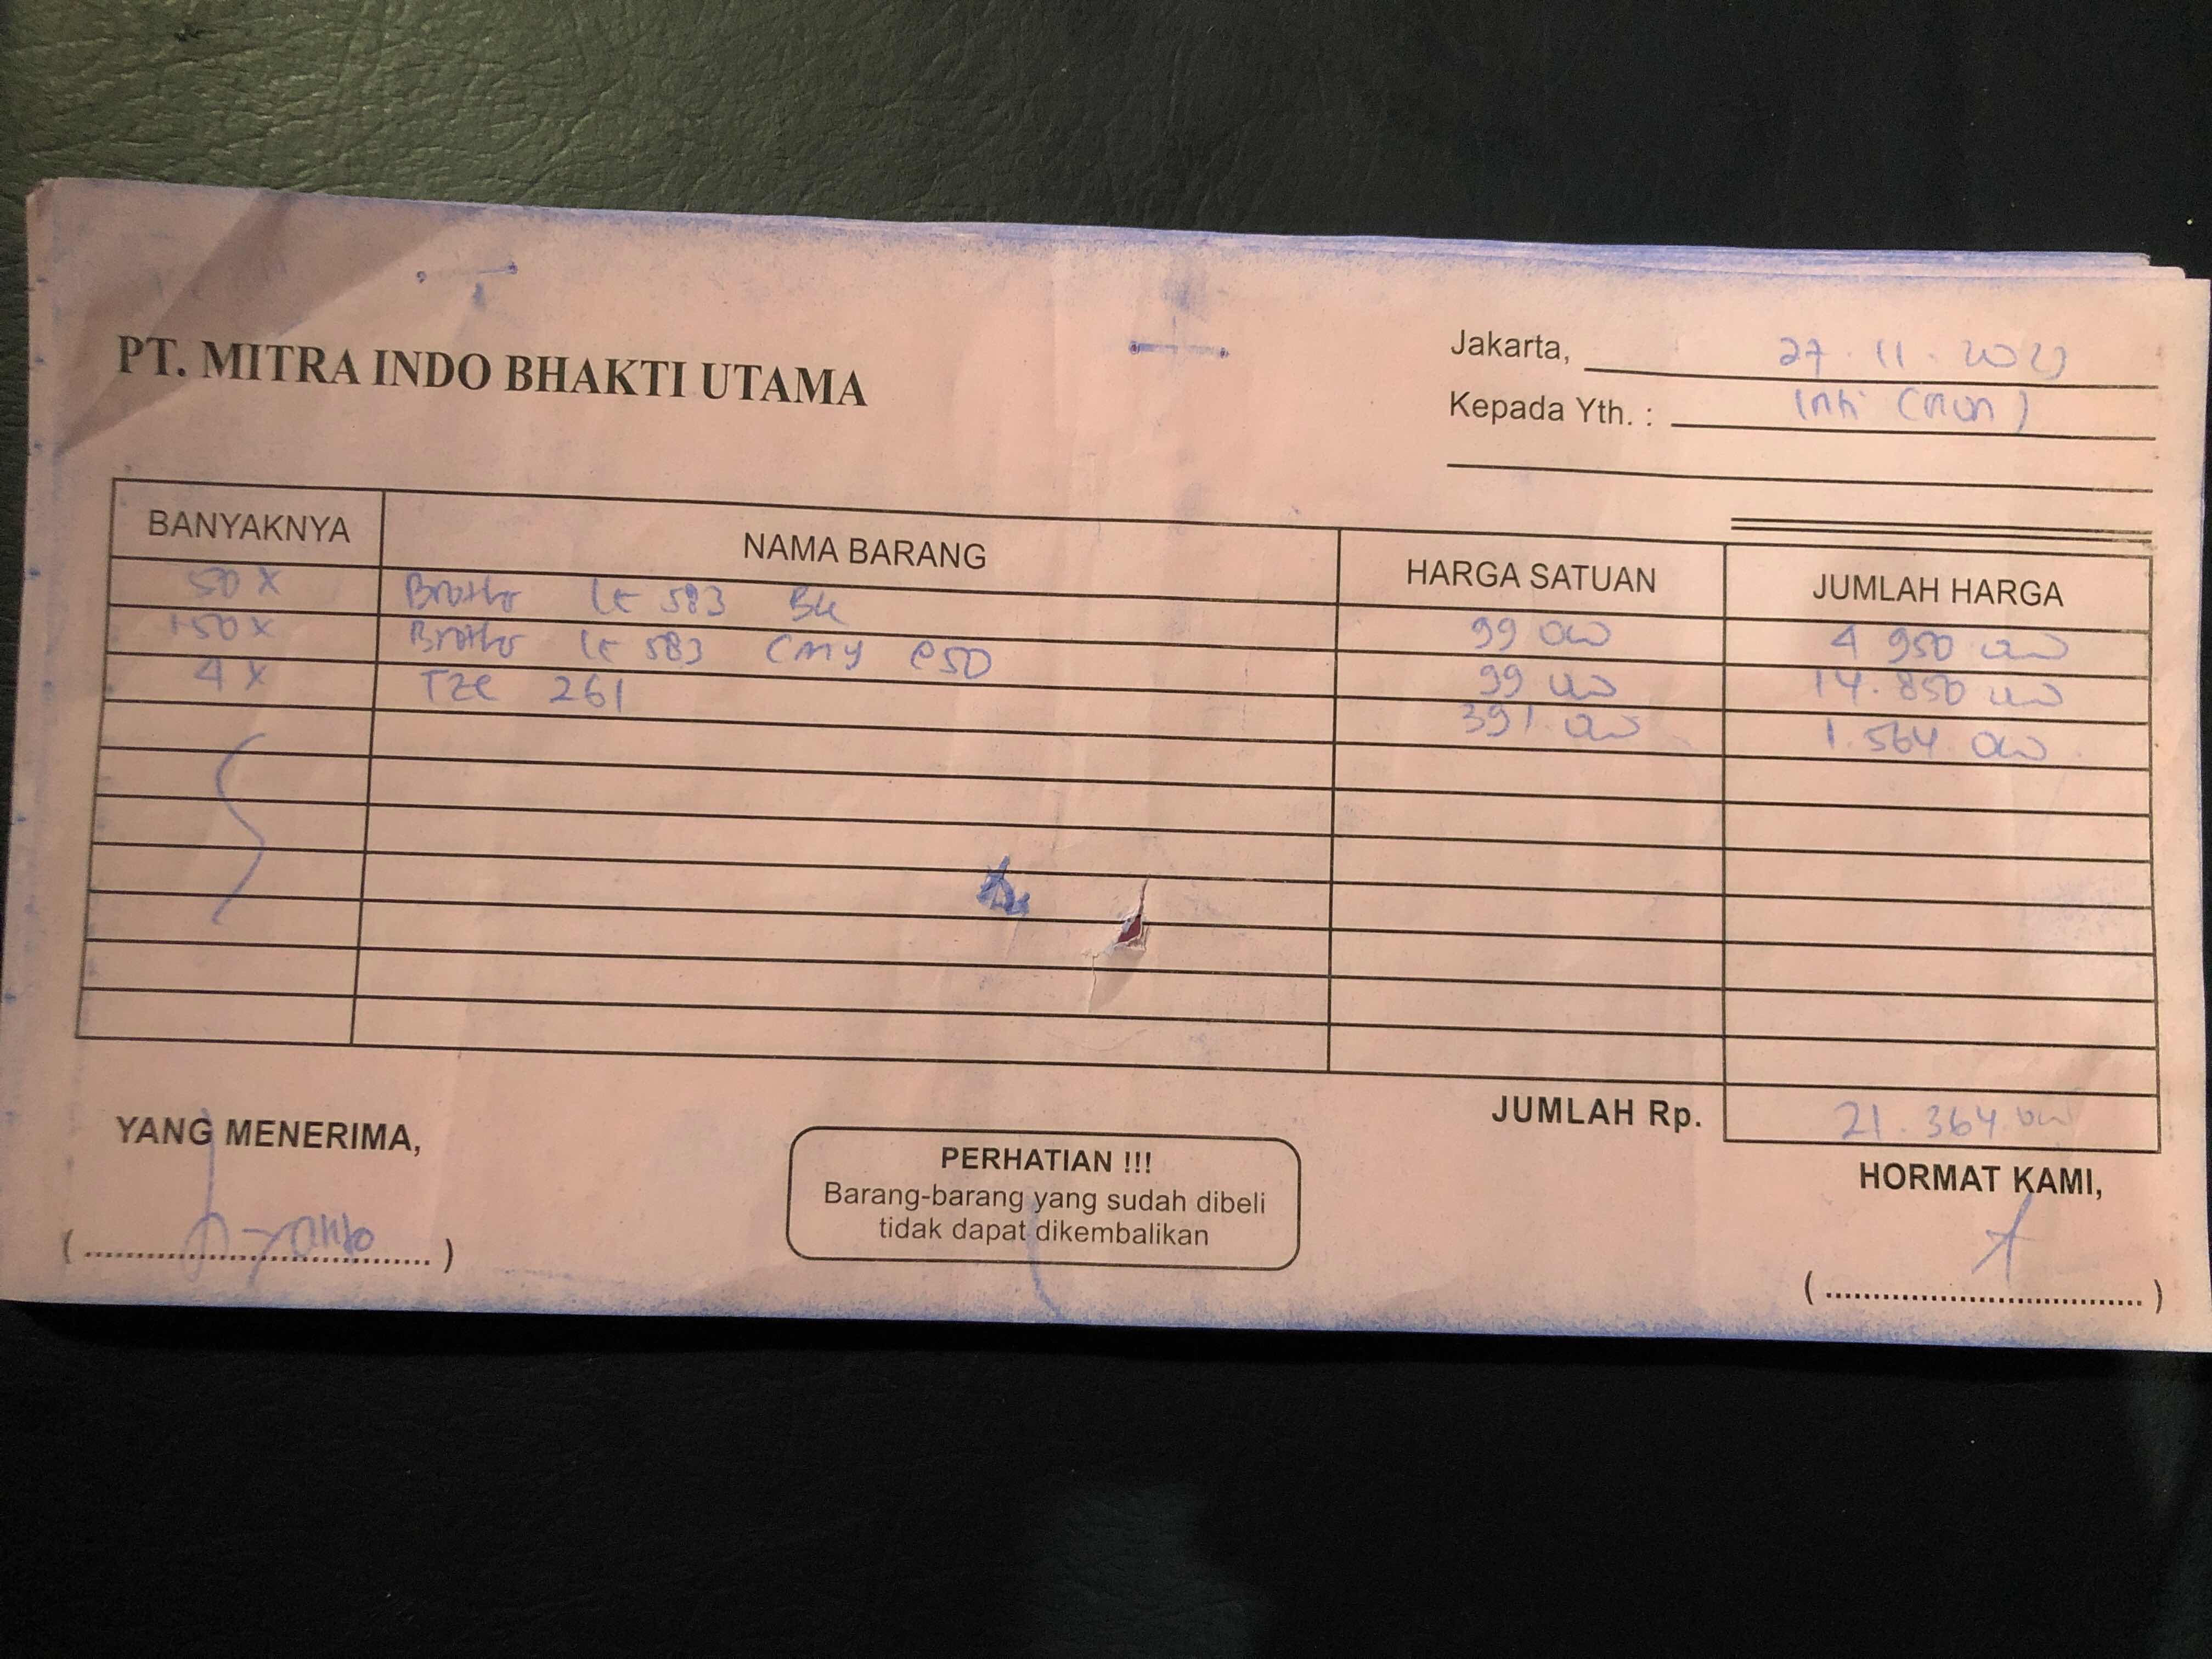 PT. MITRA INDO BHAKTI UTAMA
Jakarta, 27.11.2023
Kepada Yth. : Inti
BANYAKNYA NAMA BARANG HARGA SATUAN JUMLAH HARGA
50 x Brother LC 583 Bk 99 000 4 950 000
150 x Brother LC 583 CMY @50 99 000 14.850 000
4 x TZe 261 391.000 1.564.000
JUMLAH Rp. 21.364.000
YANG MENERIMA,
PERHATIAN !!!
Barang-barang yang sudah dibeli
tidak dapat dikembalikan
HORMAT KAMI,